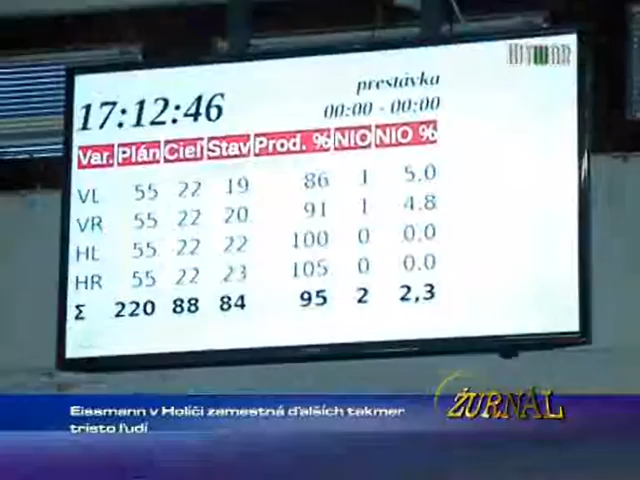 HYWAR
prestávka
17:12:46
00:00 - 00:00
Var. Plán Cieľ Stav Prod. % NIO NIO %
VL 55 22 19 86 1 5.0
VR 55 22 20 91 1 4.8
HL 55 22 22 100 0 0.0
HR 55 22 23 105 0 0.0
Σ 220 88 84 95 2 2,3
Eissmann v Holíči zamestná ďalších takmer
tristo ľudí
ŽURNÁL